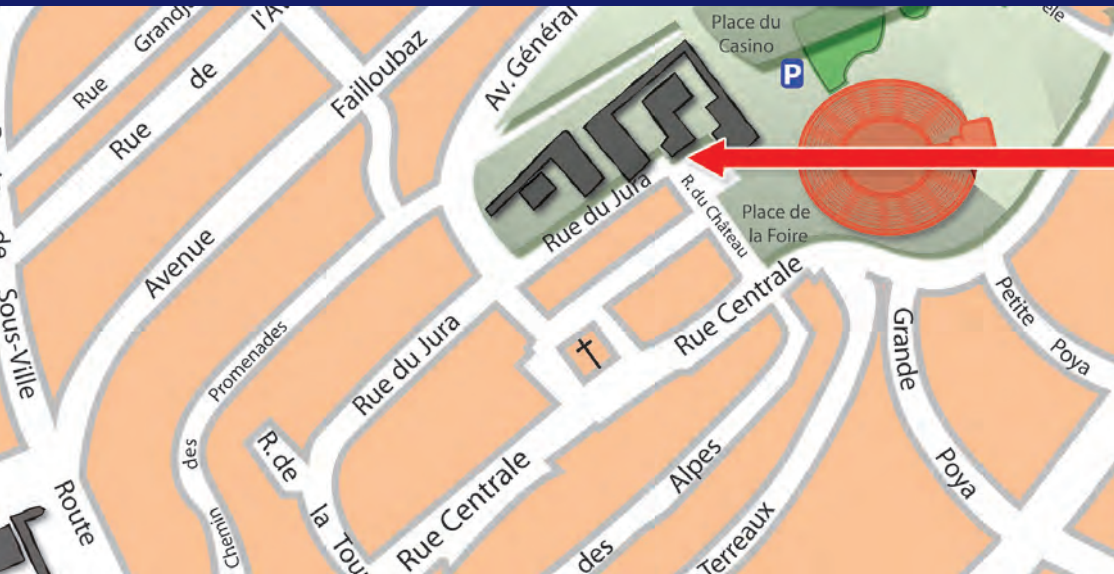 Rue Grandj
Rue de l'A
Avenue Failloubaz
Av. Général
Place du
Casino
P
Rue du Jura
R. du Château
Place de
la Foire
Rue Centrale
Petite Poya
Grande Poya
Sous-Ville
Chemin des Promenades
Rue du Jura
R. de la Tou
Rue Centrale
des Alpes
Terreaux
Route